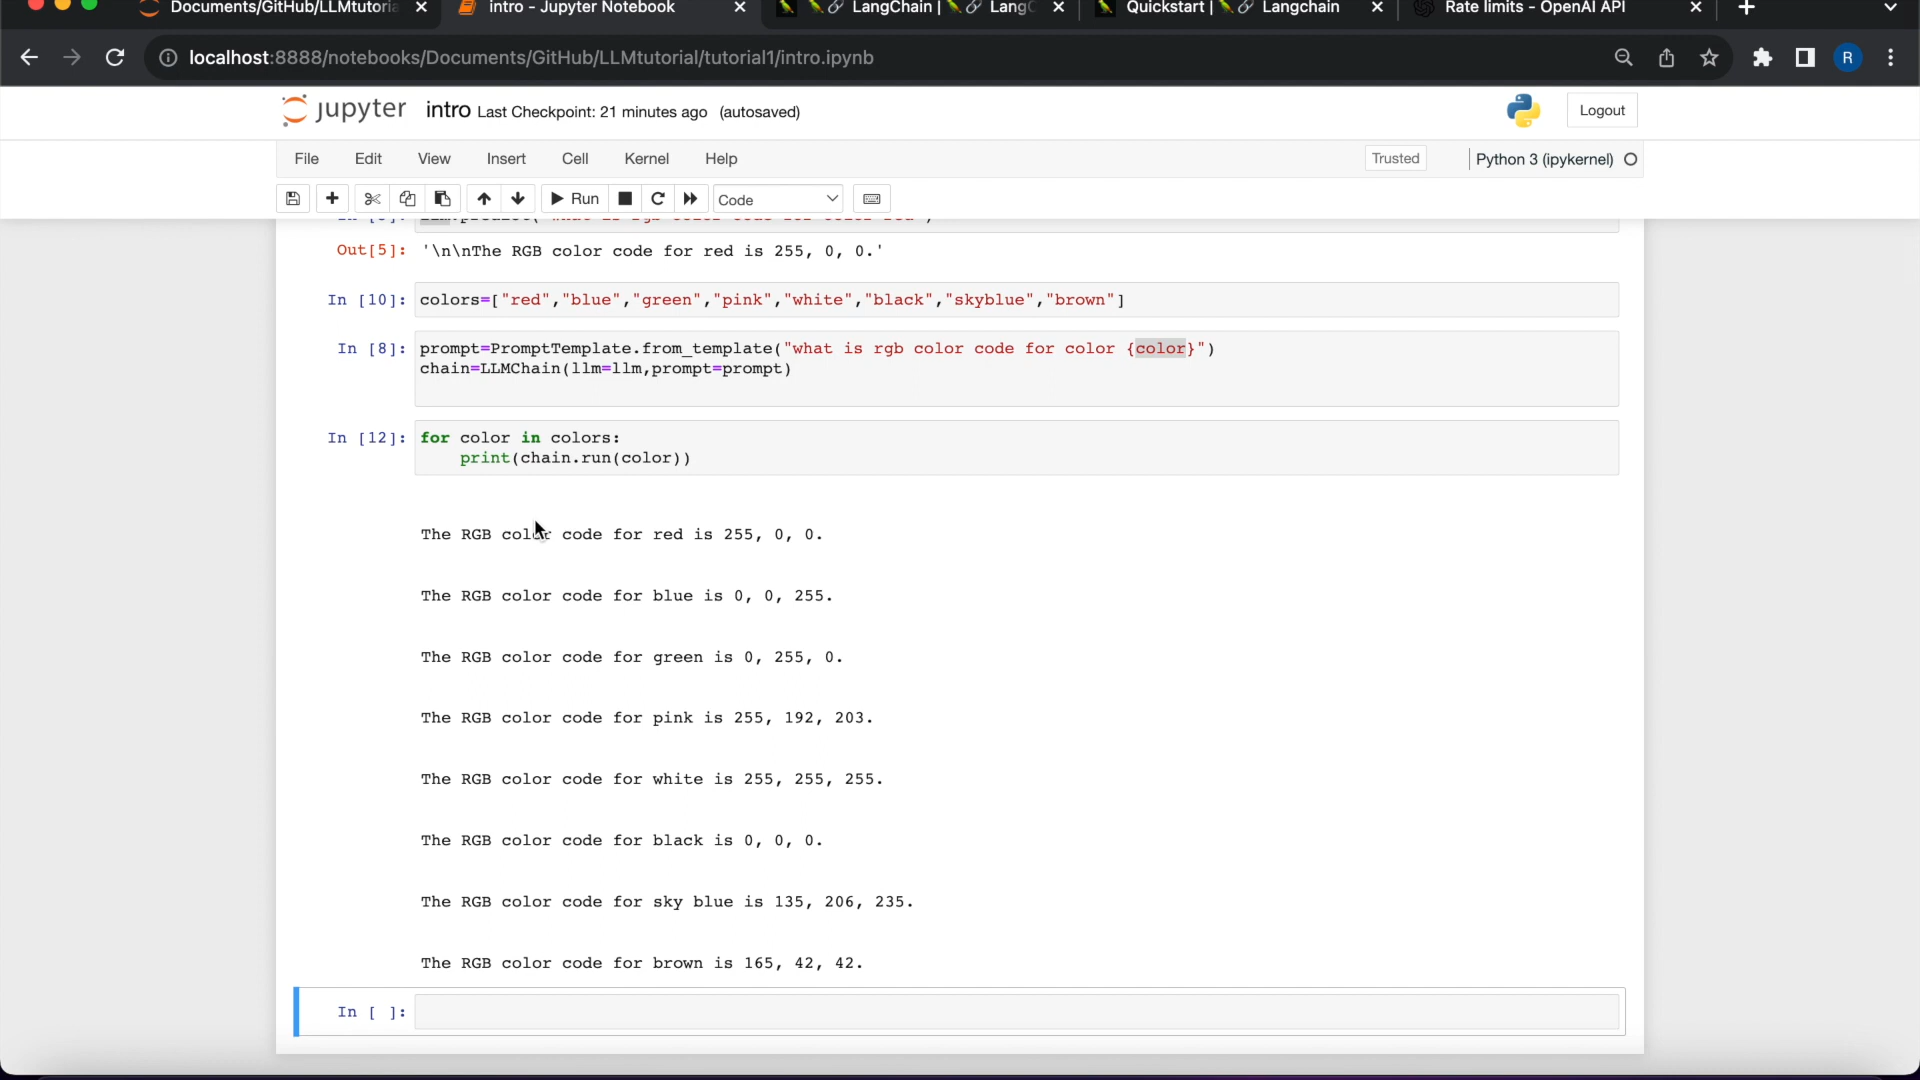 Documents/GitHub/LLMtutoria
intro - Jupyter Notebook
LangChain | LangC
Quickstart | Langchain
Rate limits - OpenAI API
localhost:8888/notebooks/Documents/GitHub/LLMtutorial/tutorial1/intro.ipynb
R
jupyter intro Last Checkpoint: 21 minutes ago (autosaved)
Logout
File Edit View Insert Cell Kernel Help
Trusted
Python 3 (ipykernel)
Run
Code
Out[5]: '\n\nThe RGB color code for red is 255, 0, 0.'
In [10]: colors=["red","blue","green","pink","white","black","skyblue","brown"]
In [8]: prompt=PromptTemplate.from_template("what is rgb color code for color {color}")
chain=LLMChain(llm=llm,prompt=prompt)
In [12]: for color in colors:
print(chain.run(color))
The RGB color code for red is 255, 0, 0.
The RGB color code for blue is 0, 0, 255.
The RGB color code for green is 0, 255, 0.
The RGB color code for pink is 255, 192, 203.
The RGB color code for white is 255, 255, 255.
The RGB color code for black is 0, 0, 0.
The RGB color code for sky blue is 135, 206, 235.
The RGB color code for brown is 165, 42, 42.
In [ ]: